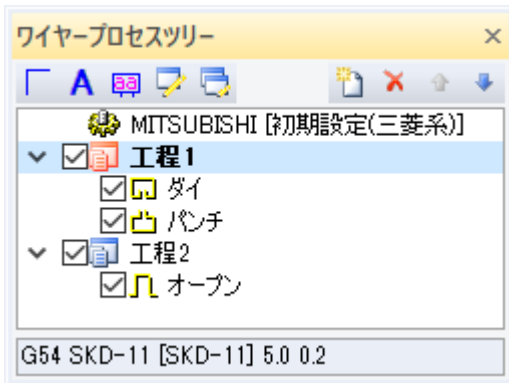 ワイヤープロセスツリー
A
MITSUBISHI [初期設定(三菱系)]
工程1
ダイ
パンチ
工程2
オープン
G54 SKD-11 [SKD-11] 5.0 0.2